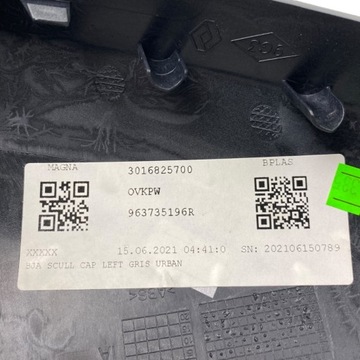 MAGNA 3016825700 BPLAS
OVKPW
963735196R
XXXXX 15.06.2021 04:41:0 SN: 202106150789
BJA SCULL CAP LEFT GRIS URBAN